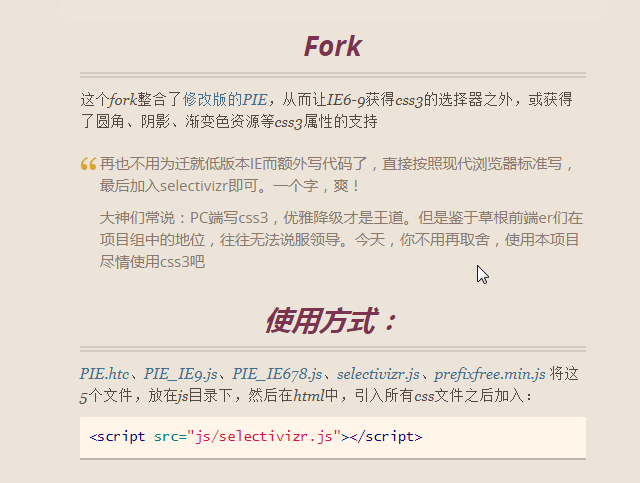 Fork
这个fork整合了修改版的PIE，从而让IE6-9获得css3的选择器之外，或获得
了圆角、阴影、渐变色资源等css3属性的支持
再也不用为迁就低版本IE而额外写代码了，直接按照现代浏览器标准写，
最后加入selectivizr即可。一个字，爽！
大神们常说：PC端写css3，优雅降级才是王道。但是鉴于草根前端er们在
项目组中的地位，往往无法说服领导。今天，你不用再取舍，使用本项目
尽情使用css3吧
使用方式：
PIE.htc、PIE_IE9.js、PIE_IE678.js、selectivizr.js、prefixfree.min.js 将这
5个文件，放在js目录下，然后在html中，引入所有css文件之后加入：
<script src="js/selectivizr.js"></script>